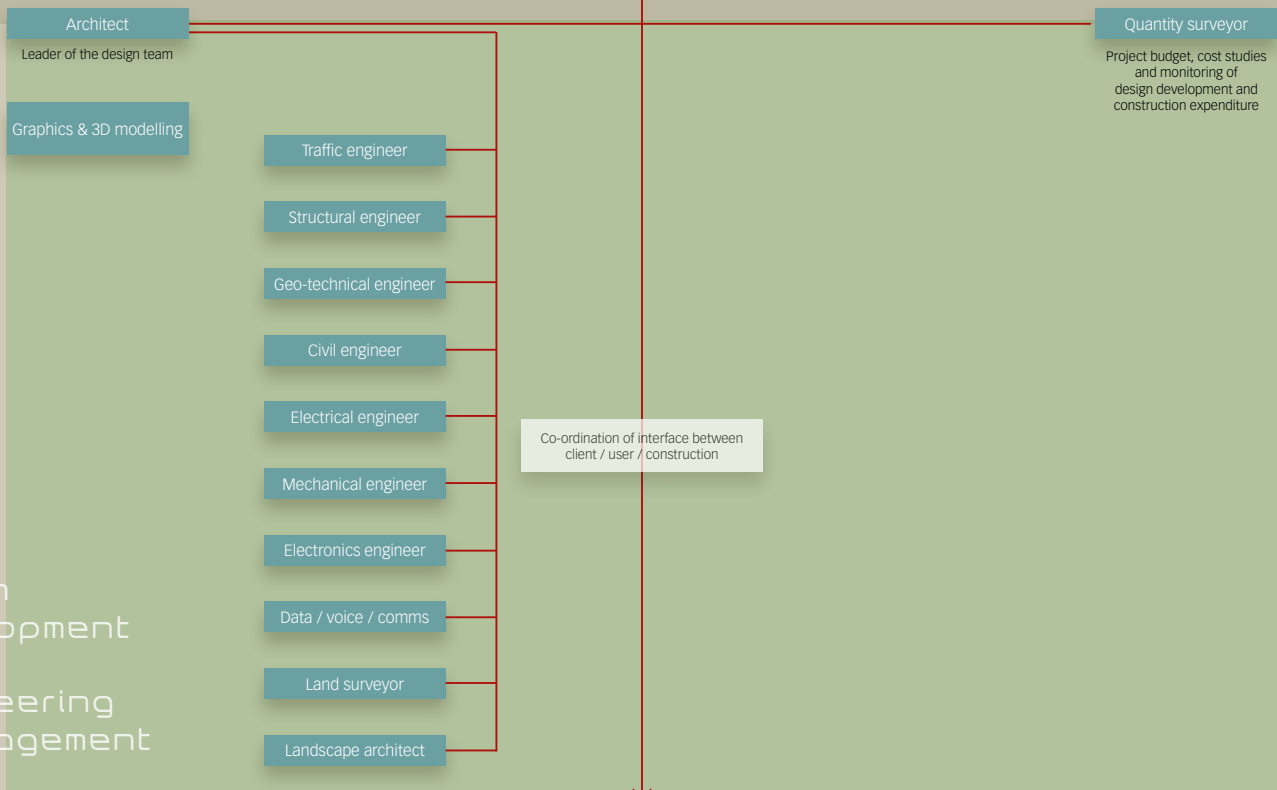 Architect
Leader of the design team
Graphics & 3D modelling
Quantity surveyor
Project budget, cost studies
and monitoring of
design development and
construction expenditure
Traffic engineer
Structural engineer
Geo-technical engineer
Civil engineer
Electrical engineer
Mechanical engineer
Electronics engineer
Data / voice / comms
Land surveyor
Landscape architect
Co-ordination of interface between
client / user / construction